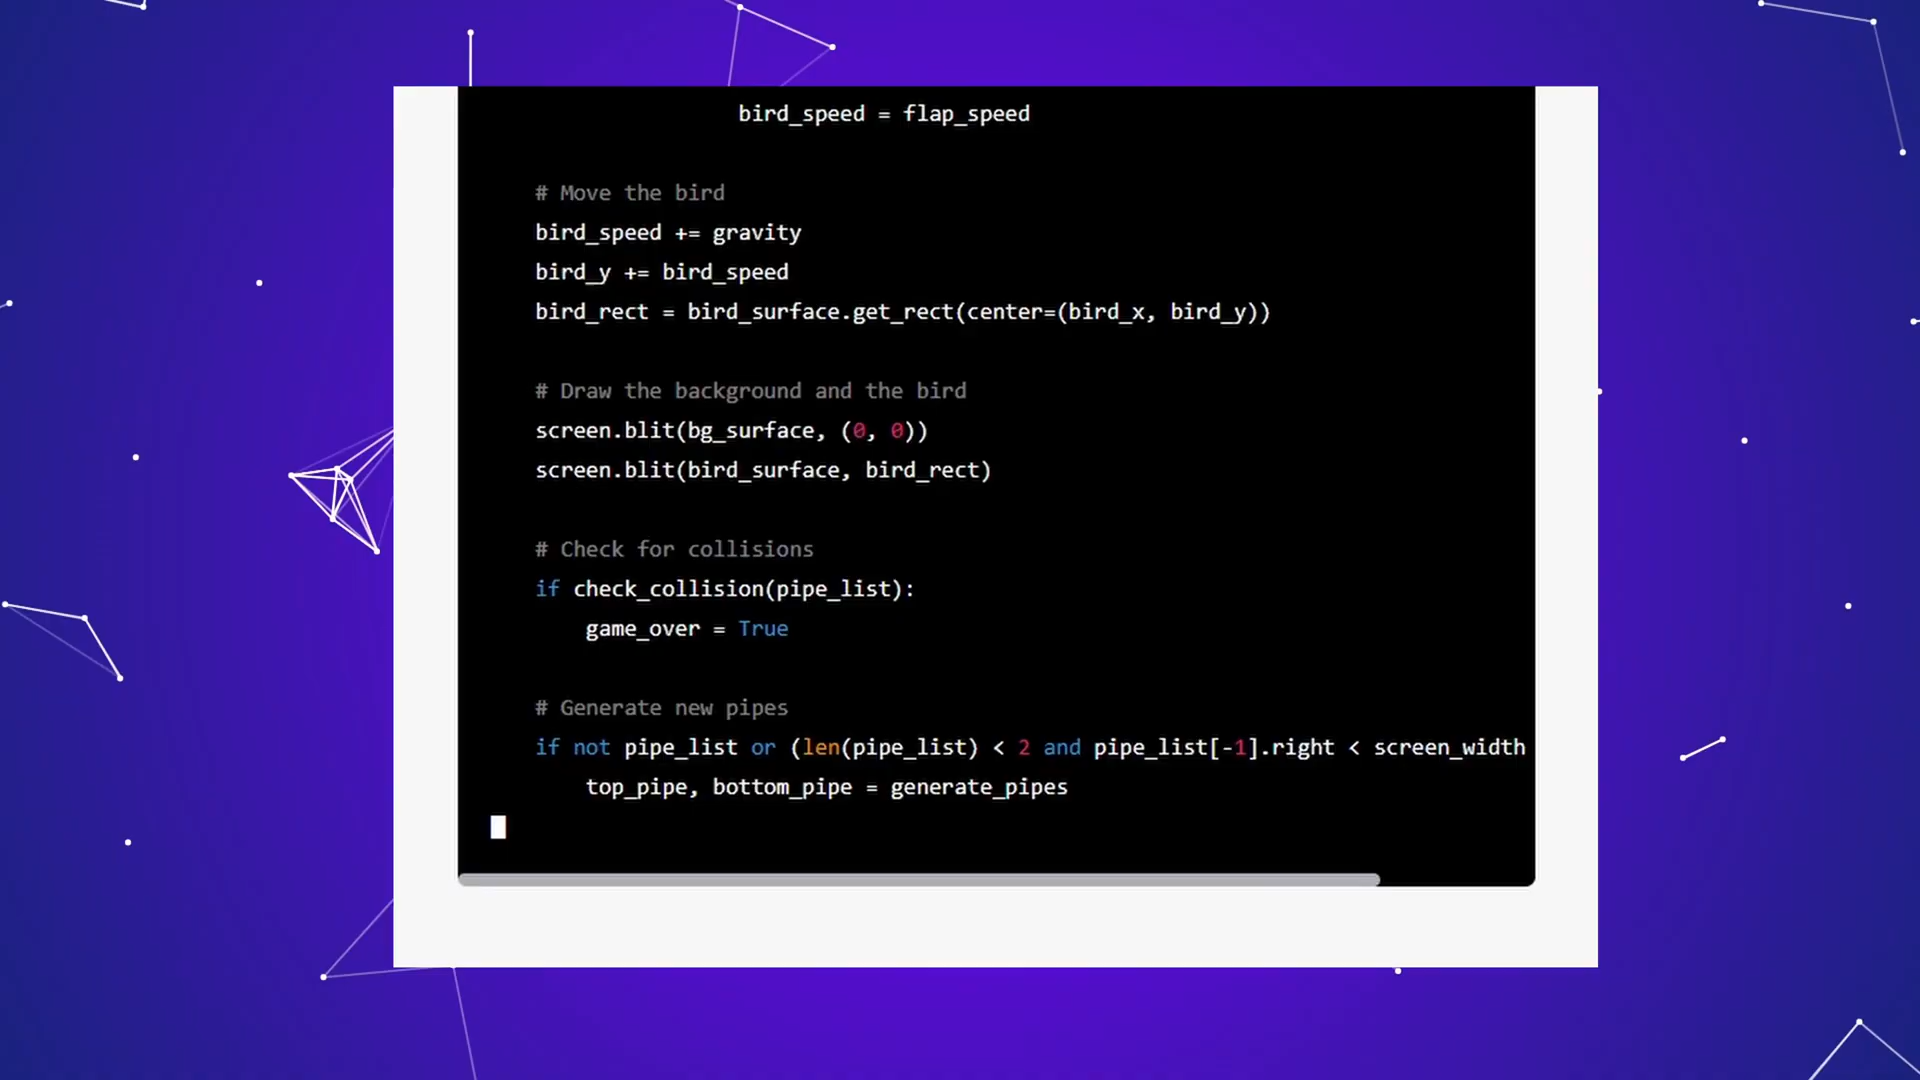 bird_speed = flap_speed
# Move the bird
bird_speed += gravity
bird_y += bird_speed
bird_rect = bird_surface.get_rect(center=(bird_x, bird_y))
# Draw the background and the bird
screen.blit(bg_surface, (0, 0))
screen.blit(bird_surface, bird_rect)
# Check for collisions
if check_collision(pipe_list):
game_over = True
# Generate new pipes
if not pipe_list or (len(pipe_list) < 2 and pipe_list[-1].right < screen_width
top_pipe, bottom_pipe = generate_pipes